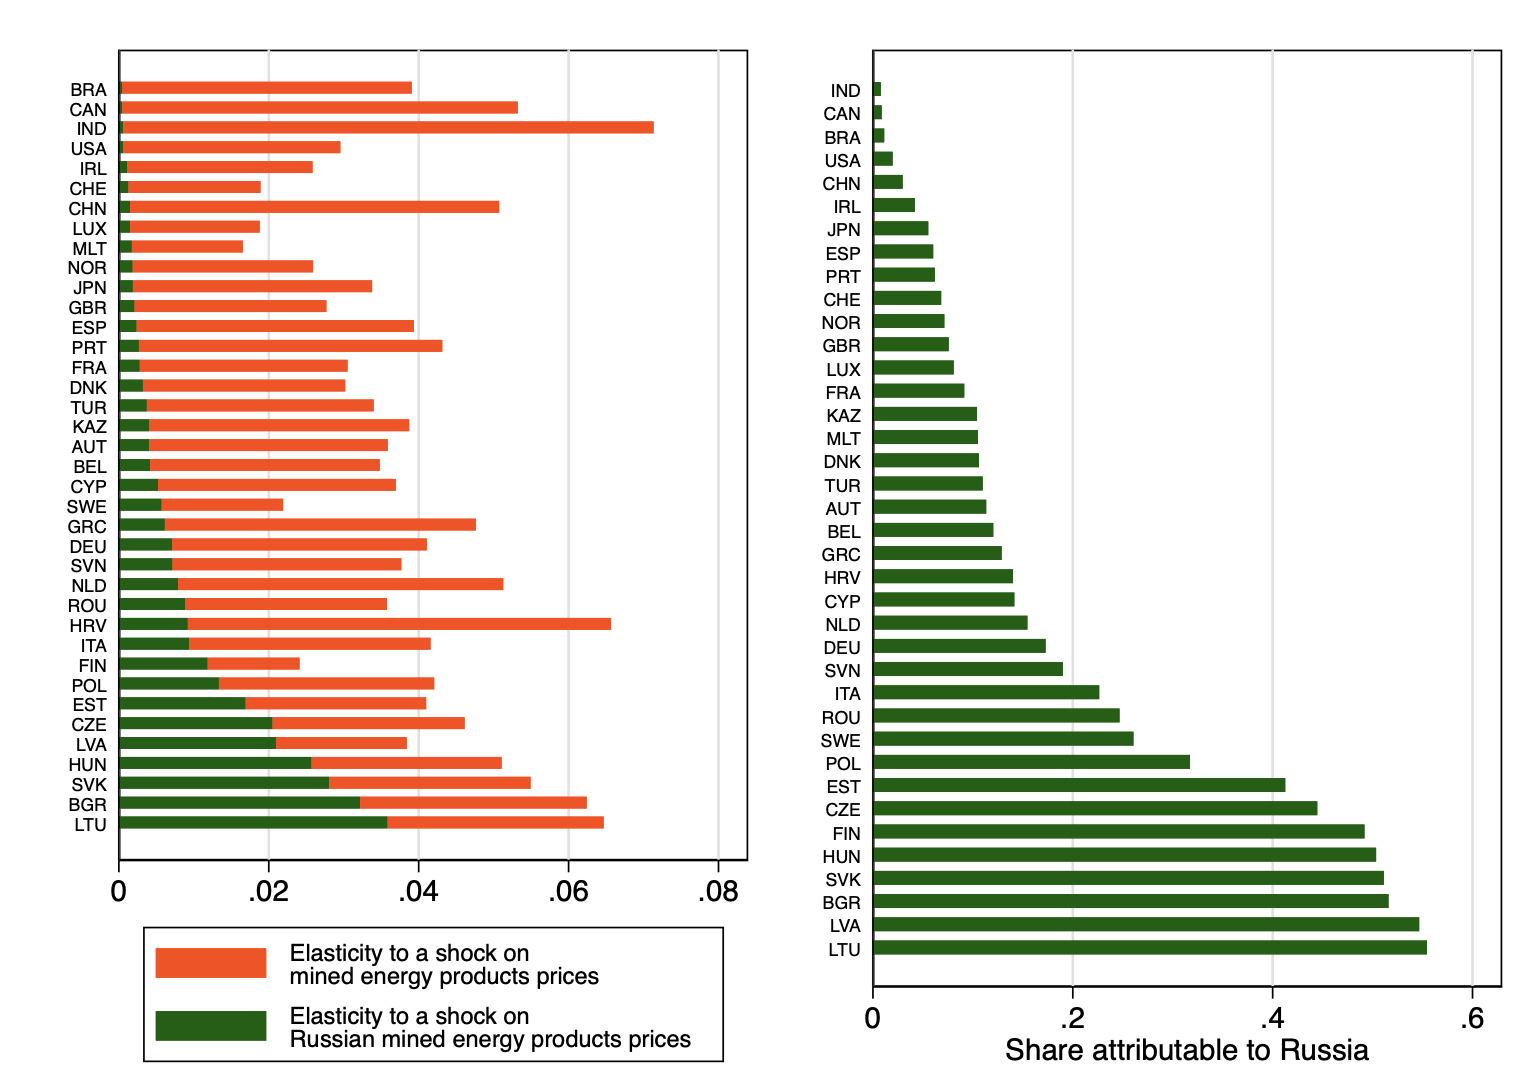 BRA
CAN
IND
USA
IRL
CHE
CHN
LUX
MLT
NOR
JPN
GBR
ESP
PRT
FRA
DNK
TUR
KAZ
AUT
BEL
CYP
SWE
GRC
DEU
SVN
NLD
ROU
HRV
ITA
FIN
POL
EST
CZE
LVA
HUN
SVK
BGR
LTU
0 .02 .04 .06 .08
Elasticity to a shock on
mined energy products prices
Elasticity to a shock on
Russian mined energy products prices
IND
CAN
BRA
USA
CHN
IRL
JPN
ESP
PRT
CHE
NOR
GBR
LUX
FRA
KAZ
MLT
DNK
TUR
AUT
BEL
GRC
HRV
CYP
NLD
DEU
SVN
ITA
ROU
SWE
POL
EST
CZE
FIN
HUN
SVK
BGR
LVA
LTU
0 .2 .4 .6
Share attributable to Russia